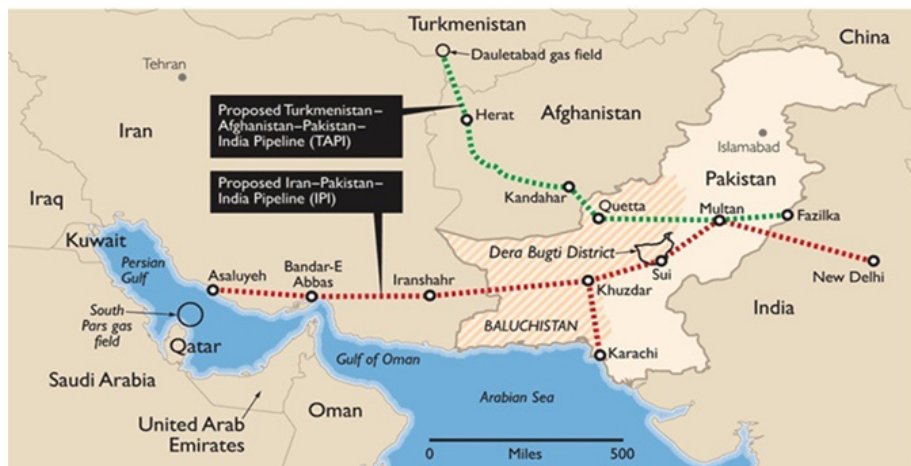 Turkmenistan
China
Dauletabad gas field
Tehran
Proposed Turkmenistan–
Afghanistan–Pakistan–
India Pipeline (TAPI)
Herat
Afghanistan
Iran
Islamabad
Pakistan
Proposed Iran–Pakistan–
India Pipeline (IPI)
Kandahar
Iraq
Quetta
Multan
Fazilka
Kuwait
Persian
Gulf
Dera Bugti District
Asaluyeh
Bandar-E
Abbas
Iranshahr
Sui
New Delhi
Khuzdar
South
Pars gas
field
BALUCHISTAN
India
Qatar
Gulf of Oman
Karachi
Saudi Arabia
Arabian Sea
United Arab
Emirates
Oman
0 Miles 500